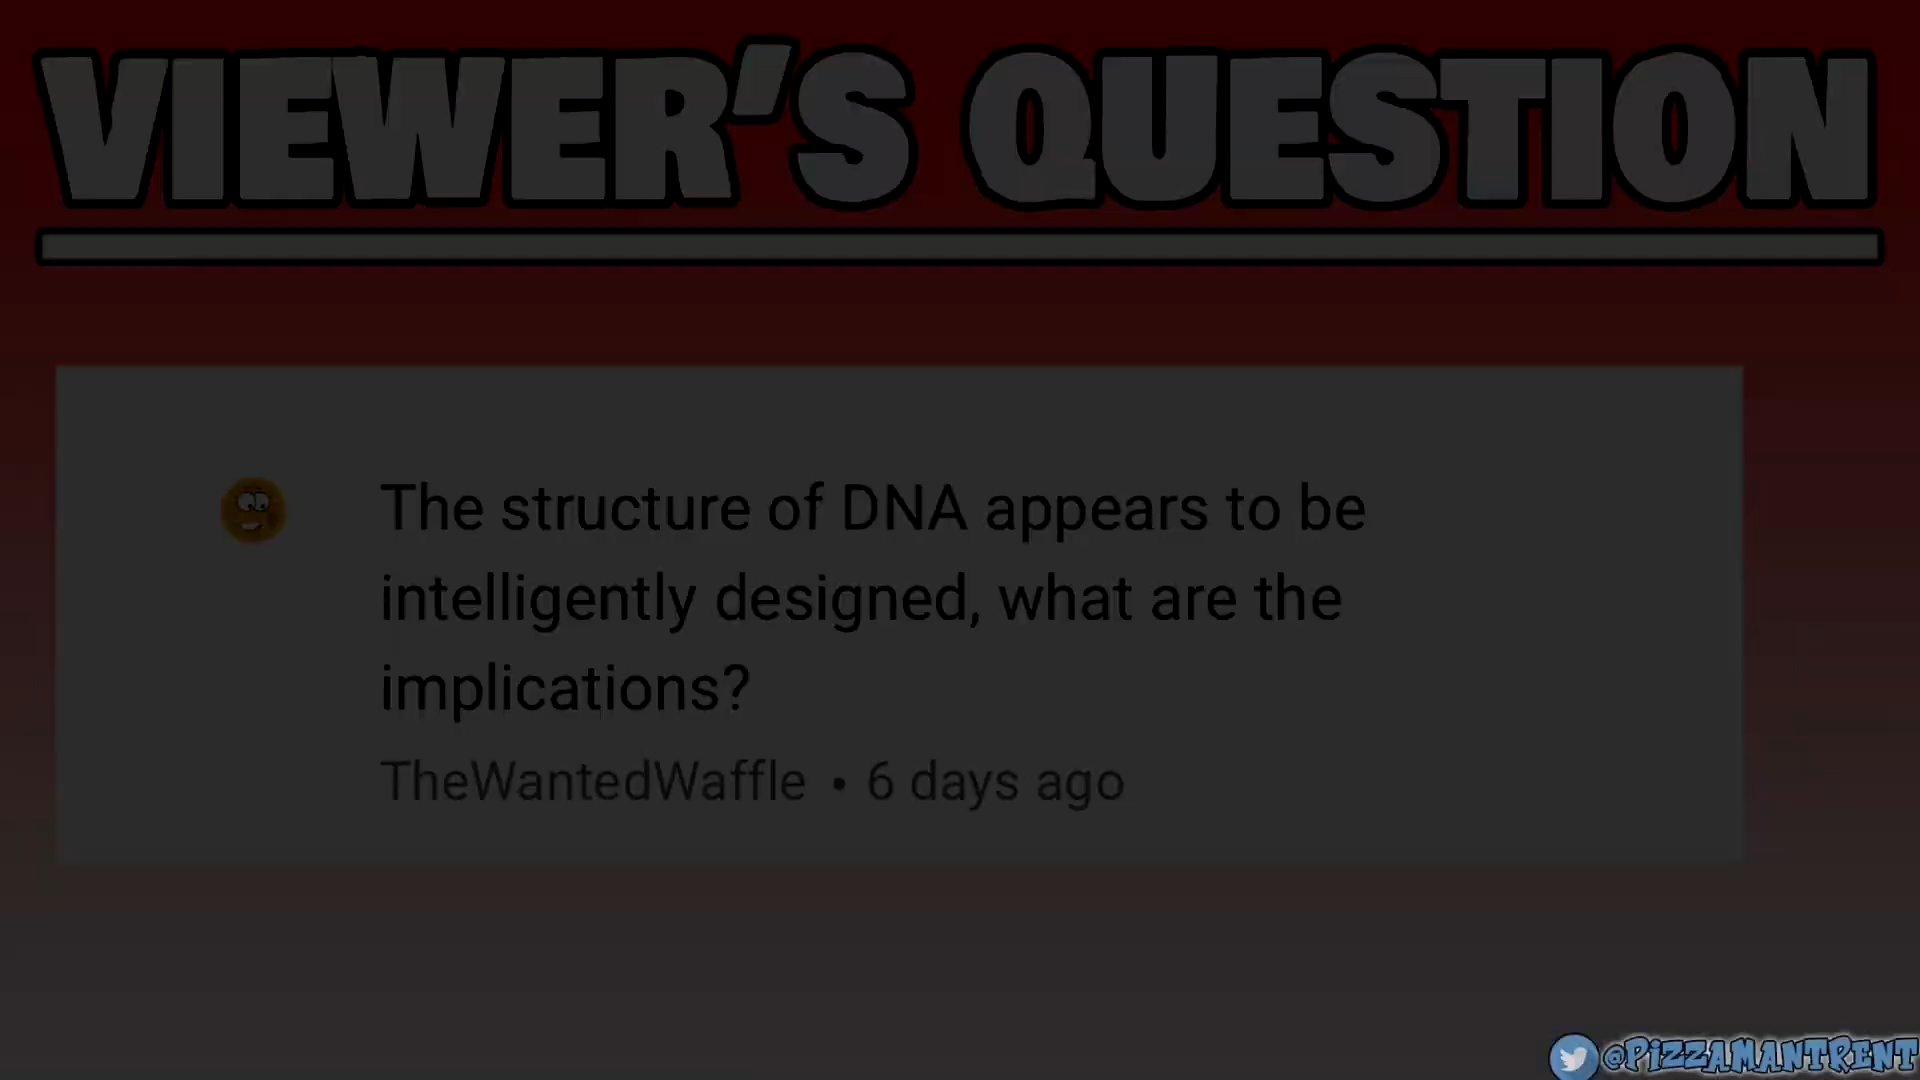 VIEWER'S QUESTION
The structure of DNA appears to be
intelligently designed, what are the
implications?
TheWantedWaffle • 6 days ago
@PIZZAMANTRENT